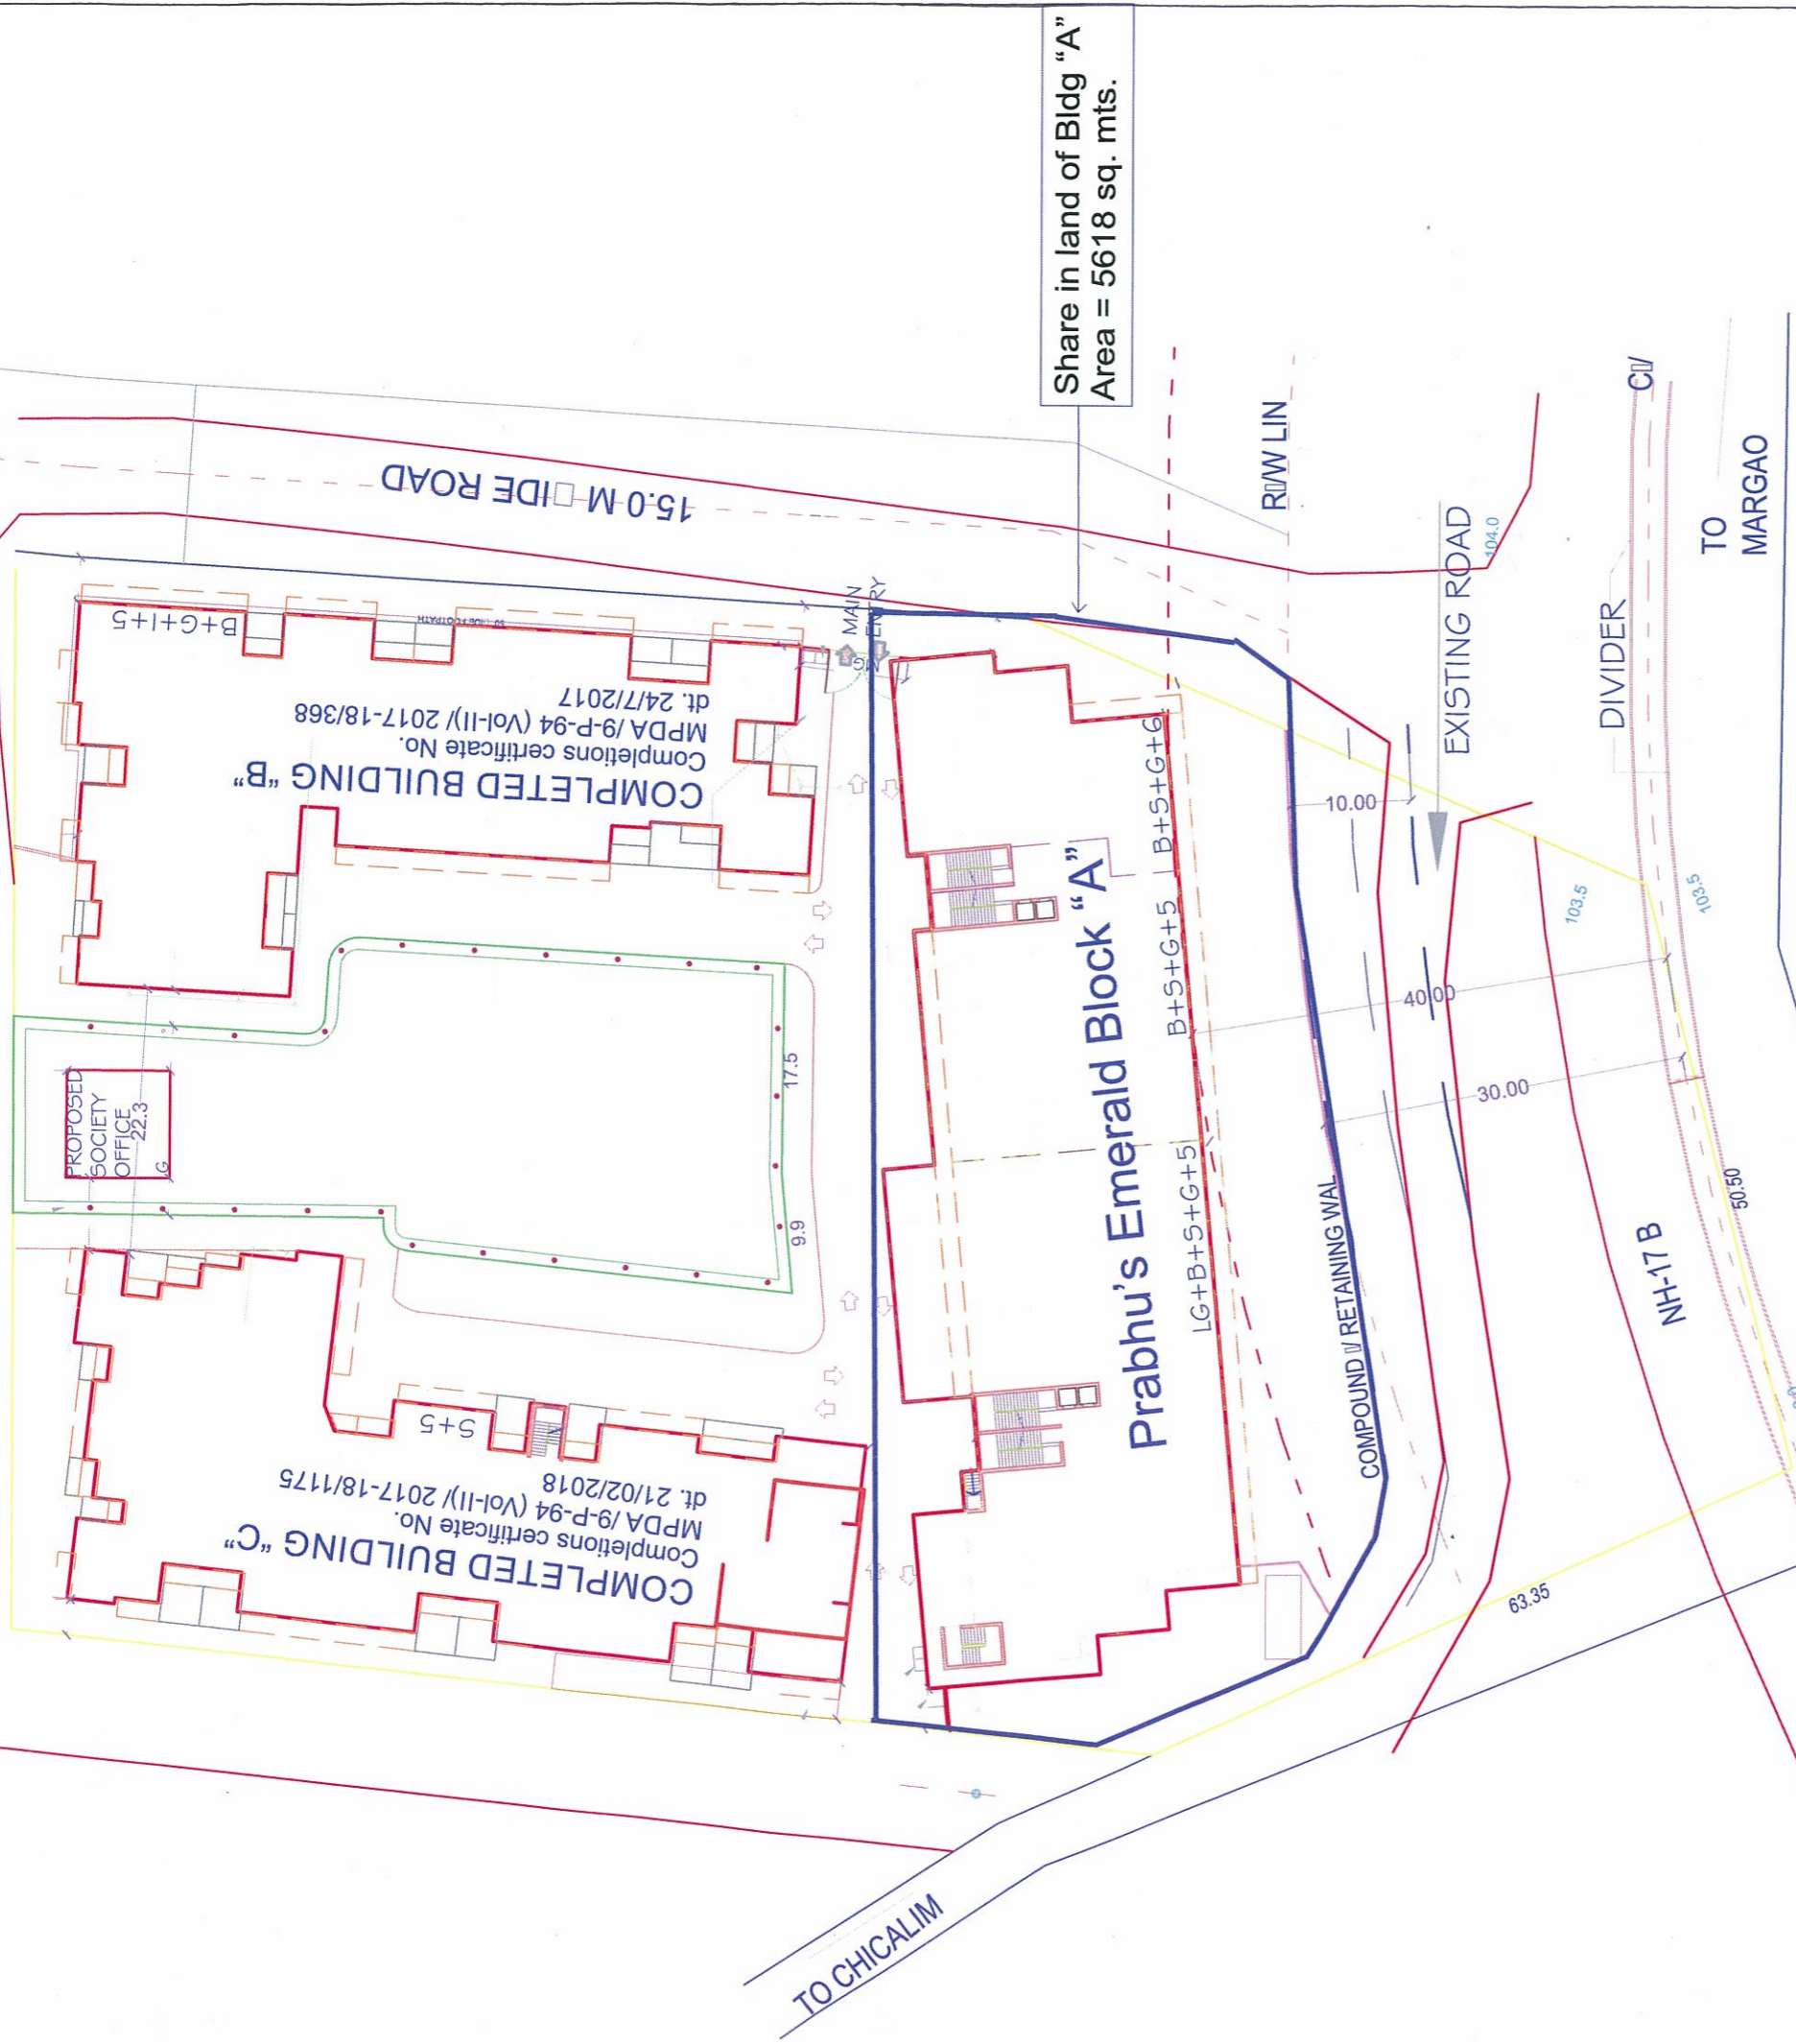 Share in land of Bldg “A”
Area = 5618 sq. mts.
15.0 M□IDE ROAD
B+G+I+5
MAIN
ENTRY
COMPLETED BUILDING “B”
Completions certificate No.
MPDA /9-P-94 (Vol-II)/ 2017-18/368
dt. 24/7/2017
PROPOSED
SOCIETY
OFFICE
22.3
G
17.5
9.9
S+5
COMPLETED BUILDING “C”
Completions certificate No.
MPDA /9-P-94 (Vol-II)/ 2017-18/1175
dt. 21/02/2018
Prabhu's Emerald Block “A”
LG+B+S+G+5
B+S+G+5
B+S+G+6
COMPOUND ▯/ RETAINING WAL
R▯/W LIN
EXISTING ROAD
104.0
10.00
40.00
30.00
103.5
103.5
DIVIDER
C▯/
TO
MARGAO
NH-17 B
50.50
63.35
TO CHICALIM